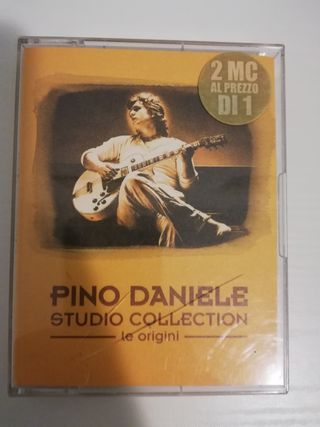 2 MC
AL PREZZO
DI 1
PINO DANIELE
STUDIO COLLECTION
le origini